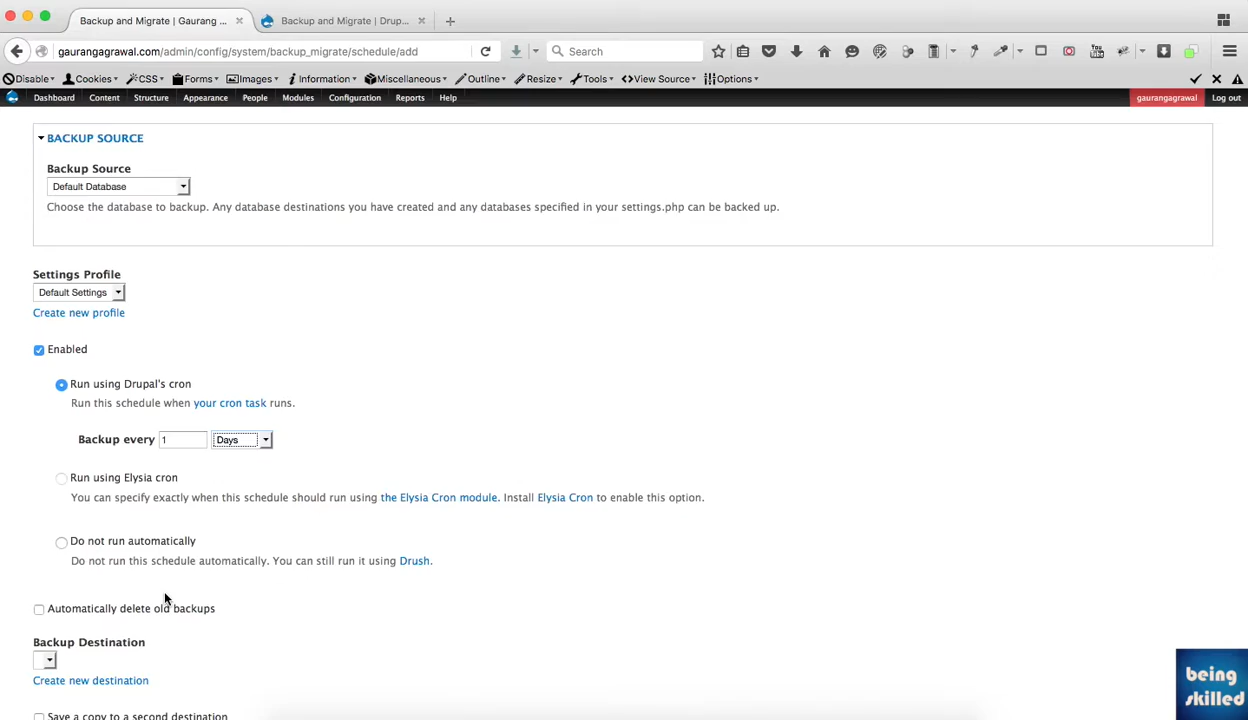 Backup and Migrate | Gaurang ...
Backup and Migrate | Drup...
gaurangagrawal.com/admin/config/system/backup_migrate/schedule/add
Search
Disable Cookies CSS Forms Images Information Miscellaneous Outline Resize Tools View Source Options
Dashboard Content Structure Appearance People Modules Configuration Reports Help gaurangagrawal Log out
BACKUP SOURCE
Backup Source
Default Database
Choose the database to backup. Any database destinations you have created and any databases specified in your settings.php can be backed up.
Settings Profile
Default Settings
Create new profile
Enabled
Run using Drupal's cron
Run this schedule when your cron task runs.
Backup every 1 Days
Run using Elysia cron
You can specify exactly when this schedule should run using the Elysia Cron module. Install Elysia Cron to enable this option.
Do not run automatically
Do not run this schedule automatically. You can still run it using Drush.
Automatically delete old backups
Backup Destination
Create new destination
Save a copy to a second destination
being
skilled